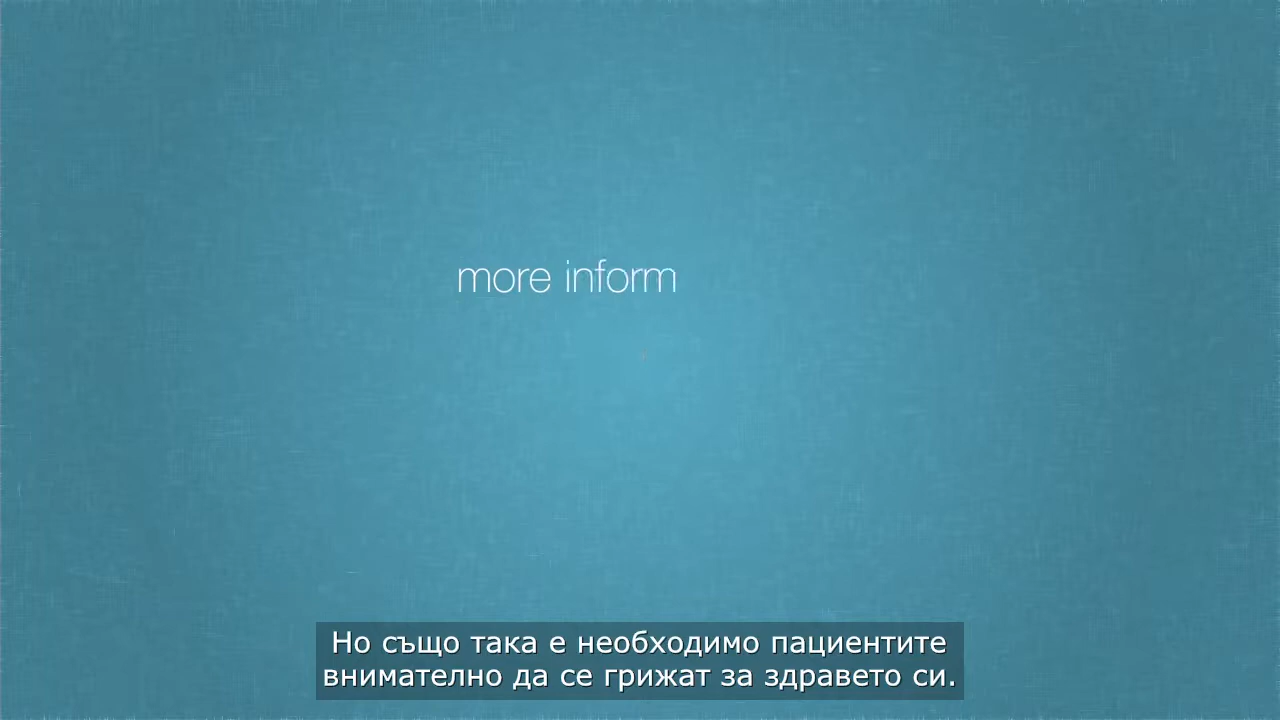 more inform
Но също така е необходимо пациентите
внимателно да се грижат за здравето си.